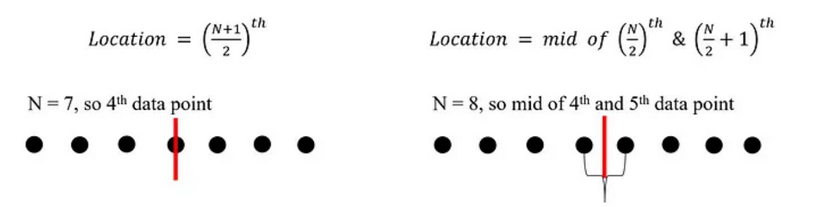 Location = (N+1/2)^th
N = 7, so 4th data point
Location = mid of (N/2)^th & (N/2 + 1)^th
N = 8, so mid of 4th and 5th data point